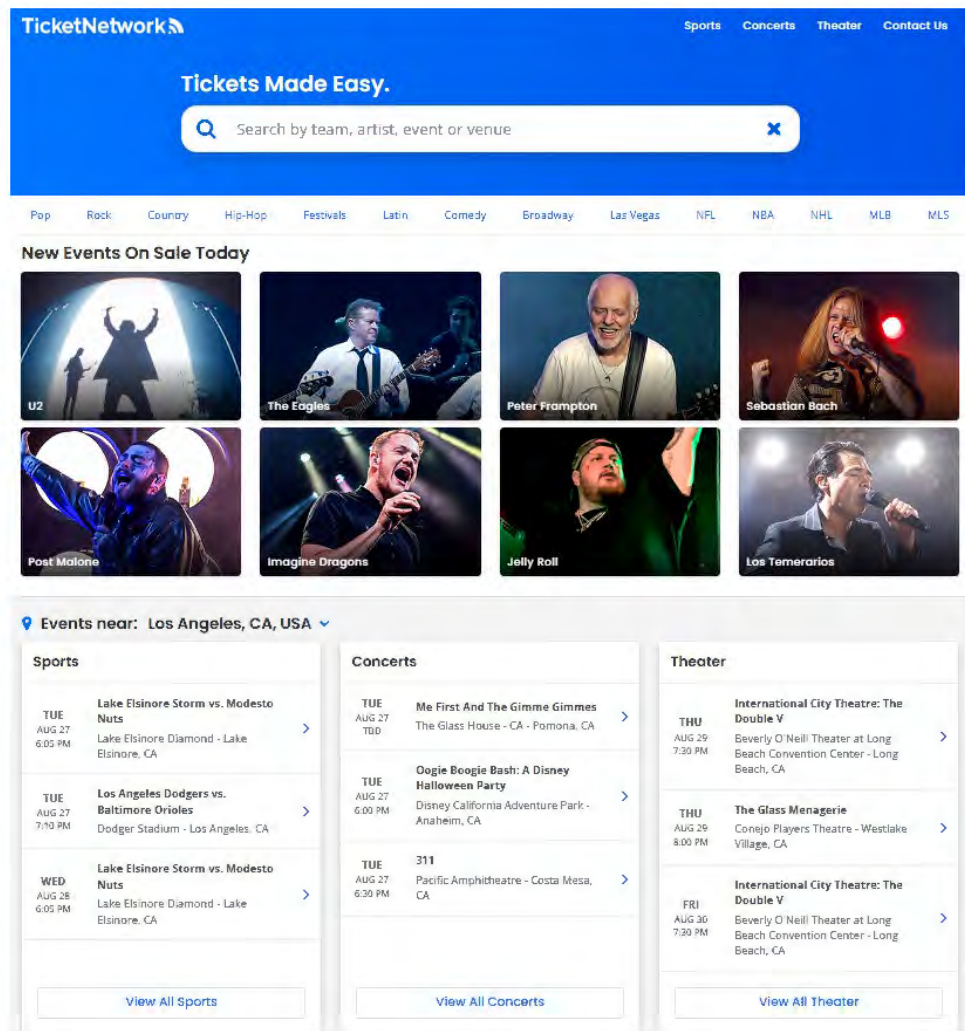 TicketNetwork
Sports Concerts Theater Contact Us
Tickets Made Easy.
Search by team, artist, event or venue
Pop Rock Country Hip-Hop Festivals Latin Comedy Broadway Las Vegas NFL NBA NHL MLB MLS
New Events On Sale Today
U2
The Eagles
Peter Frampton
Sebastian Bach
Post Malone
Imagine Dragons
Jelly Roll
Los Temerarios
Events near: Los Angeles, CA, USA
Sports
TUE
AUG 27
6:05 PM
Lake Elsinore Storm vs. Modesto
Nuts
Lake Elsinore Diamond - Lake
Elsinore, CA
TUE
AUG 27
7:10 PM
Los Angeles Dodgers vs.
Baltimore Orioles
Dodger Stadium - Los Angeles, CA
WED
AUG 28
6:05 PM
Lake Elsinore Storm vs. Modesto
Nuts
Lake Elsinore Diamond - Lake
Elsinore, CA
View All Sports
Concerts
TUE
AUG 27
TBD
Me First And The Gimme Gimmes
The Glass House - CA - Pomona, CA
TUE
AUG 27
6:00 PM
Oogie Boogie Bash: A Disney
Halloween Party
Disney California Adventure Park -
Anaheim, CA
TUE
AUG 27
6:30 PM
311
Pacific Amphitheatre - Costa Mesa,
CA
View All Concerts
Theater
THU
AUG 29
7:30 PM
International City Theatre: The
Double V
Beverly O'Neill Theater at Long
Beach Convention Center - Long
Beach, CA
THU
AUG 29
8:00 PM
The Glass Menagerie
Conejo Players Theatre - Westlake
Village, CA
FRI
AUG 30
7:30 PM
International City Theatre: The
Double V
Beverly O'Neill Theater at Long
Beach Convention Center - Long
Beach, CA
View All Theater